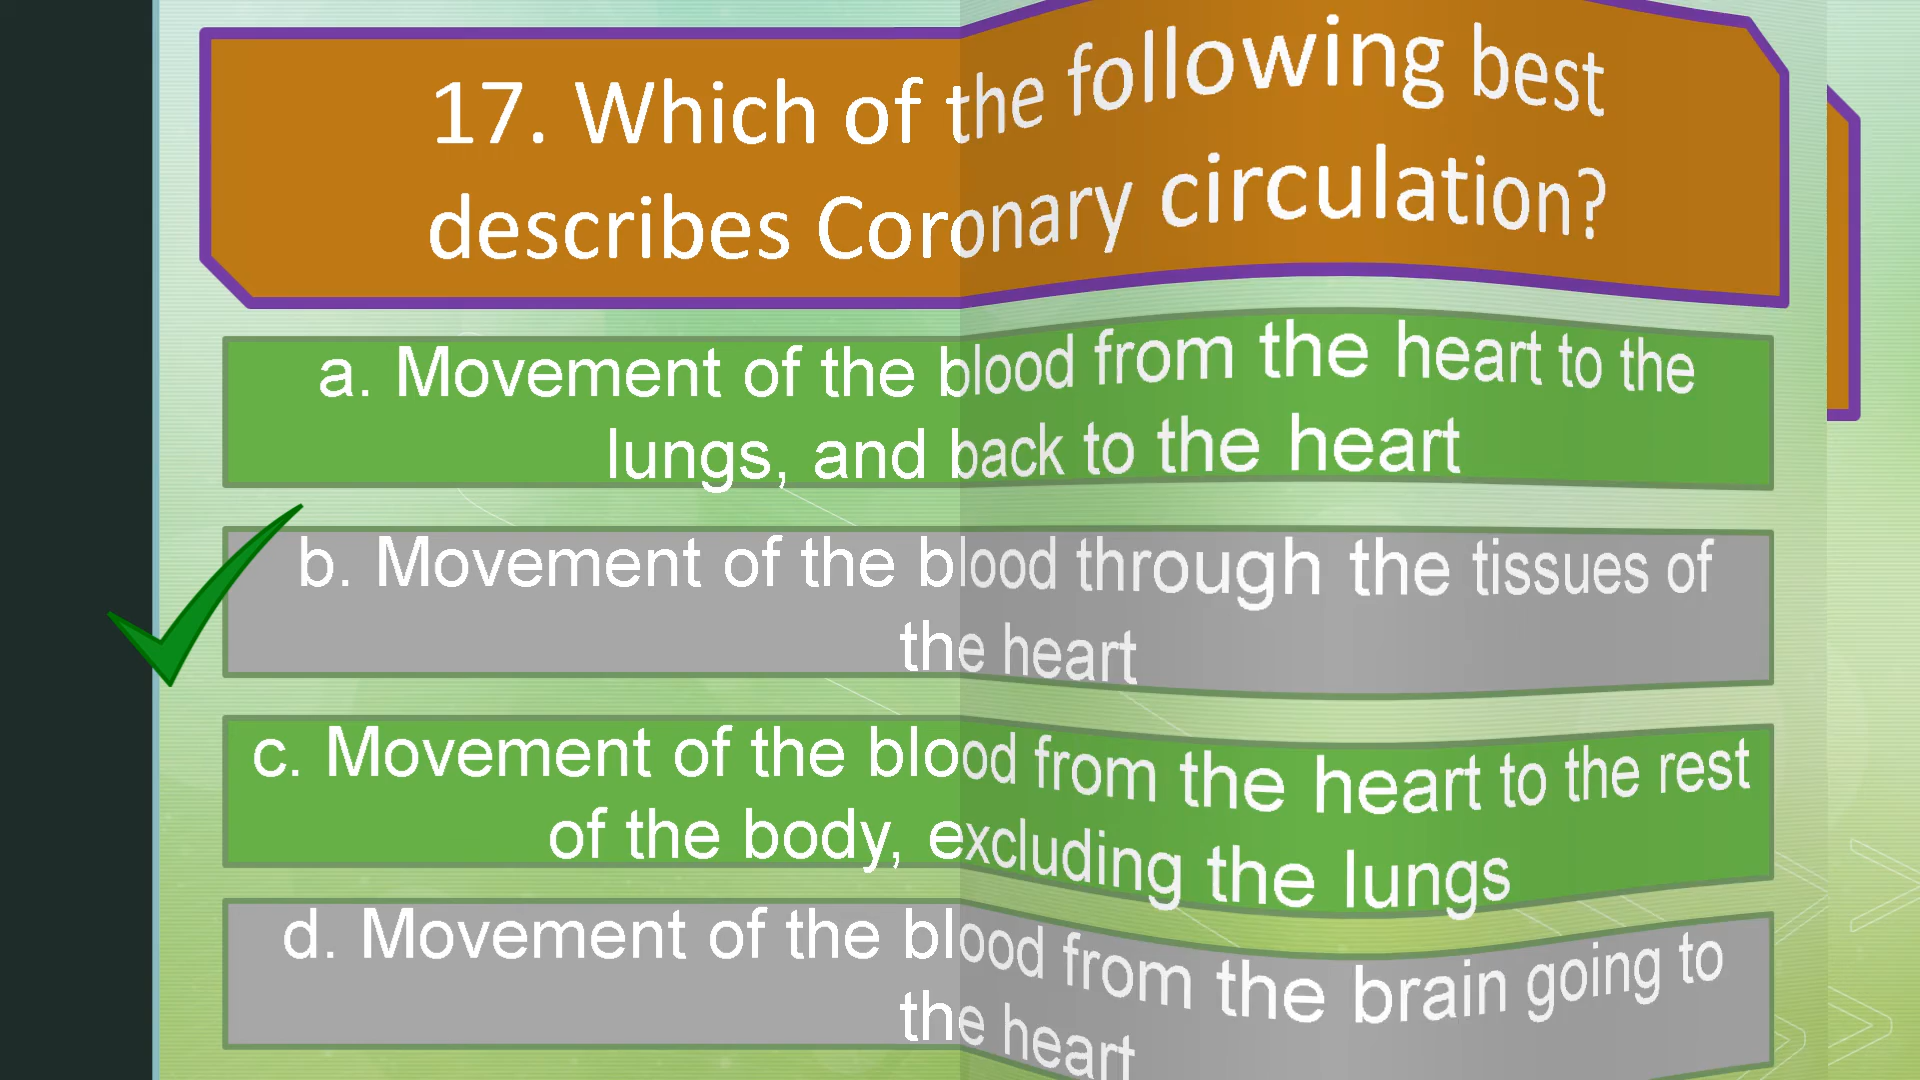 17. Which of the following best
describes Coronary circulation?
a. Movement of the blood from the heart to the
lungs, and back to the heart
b. Movement of the blood through the tissues of
the heart
c. Movement of the blood from the heart to the rest
of the body, excluding the lungs
d. Movement of the blood from the brain going to
the heart